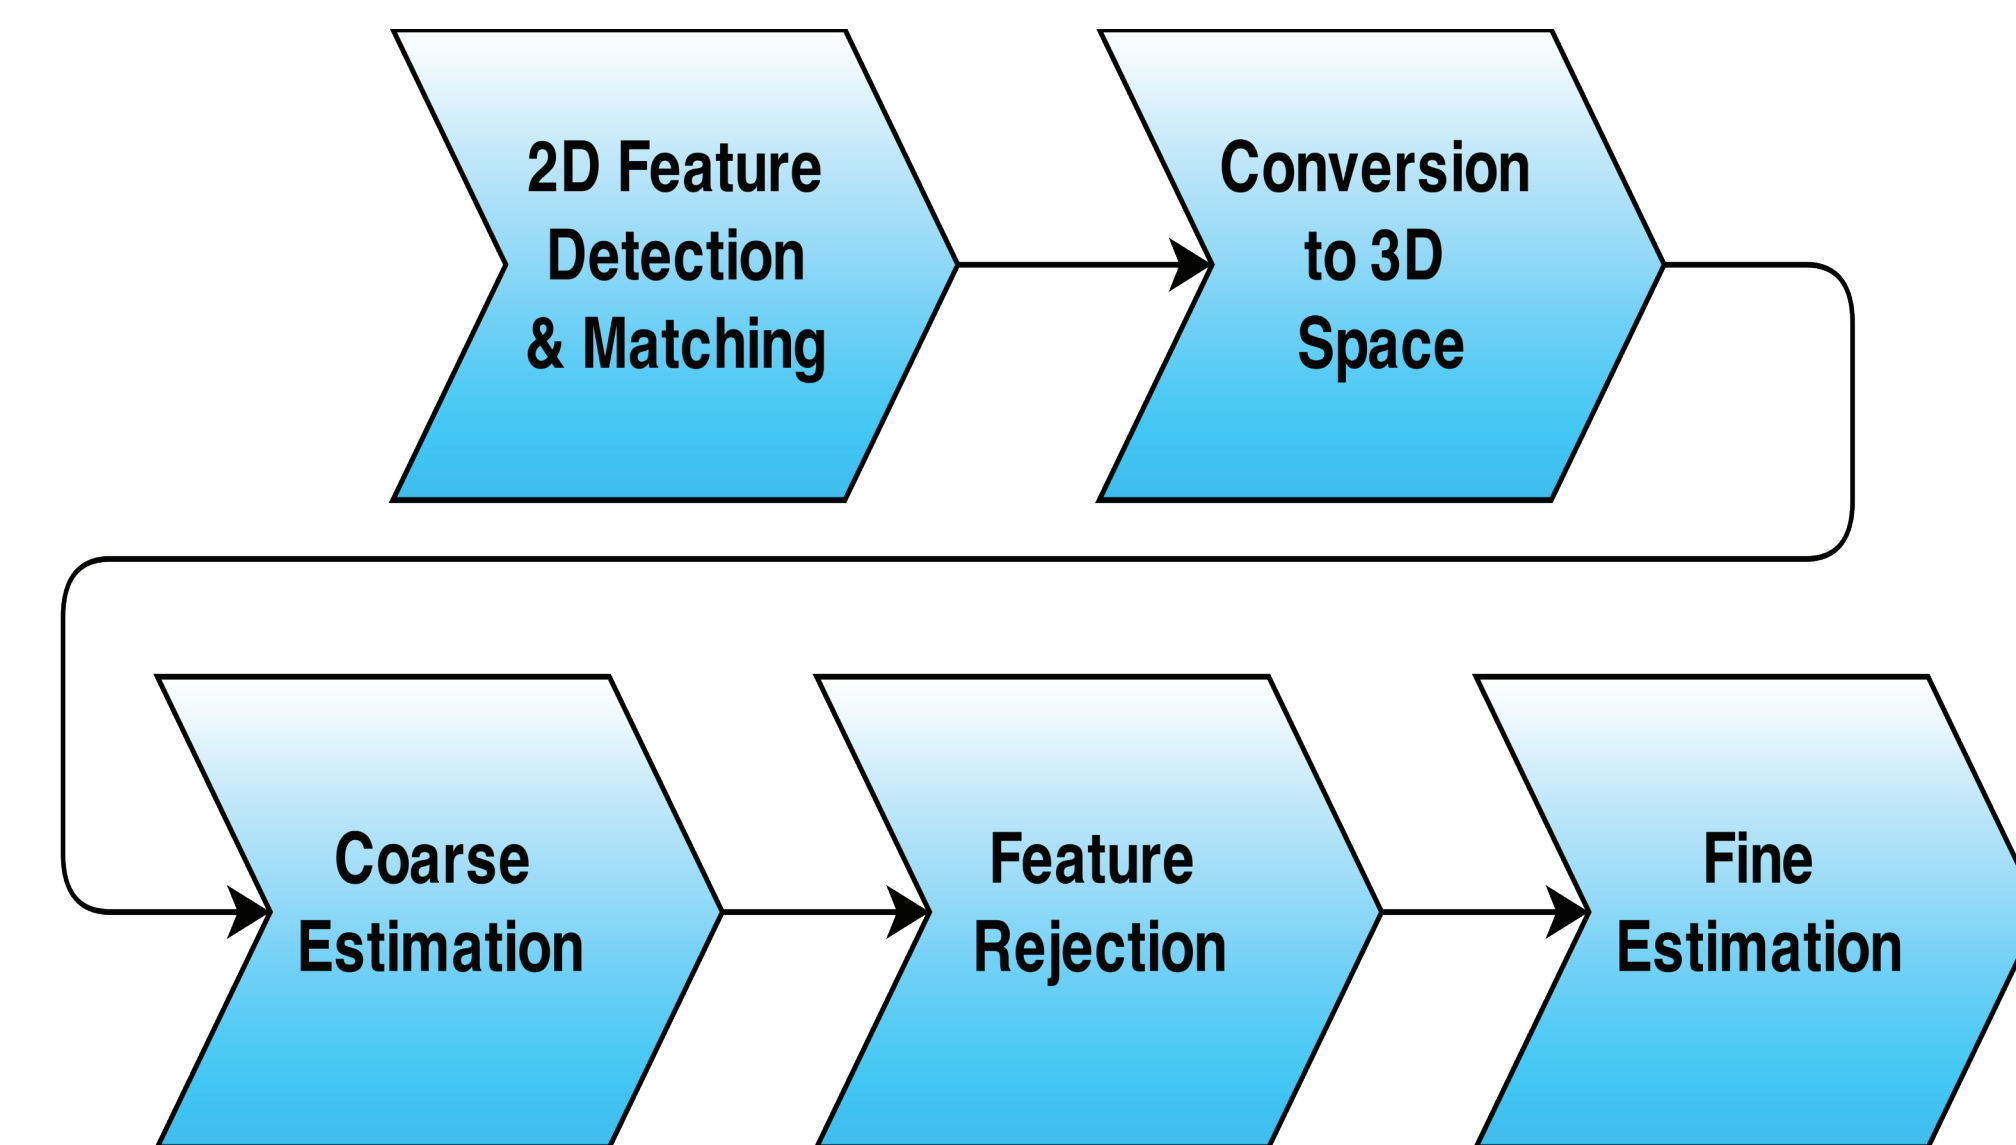 2D Feature
Detection
& Matching
Conversion
to 3D
Space
Coarse
Estimation
Feature
Rejection
Fine
Estimation